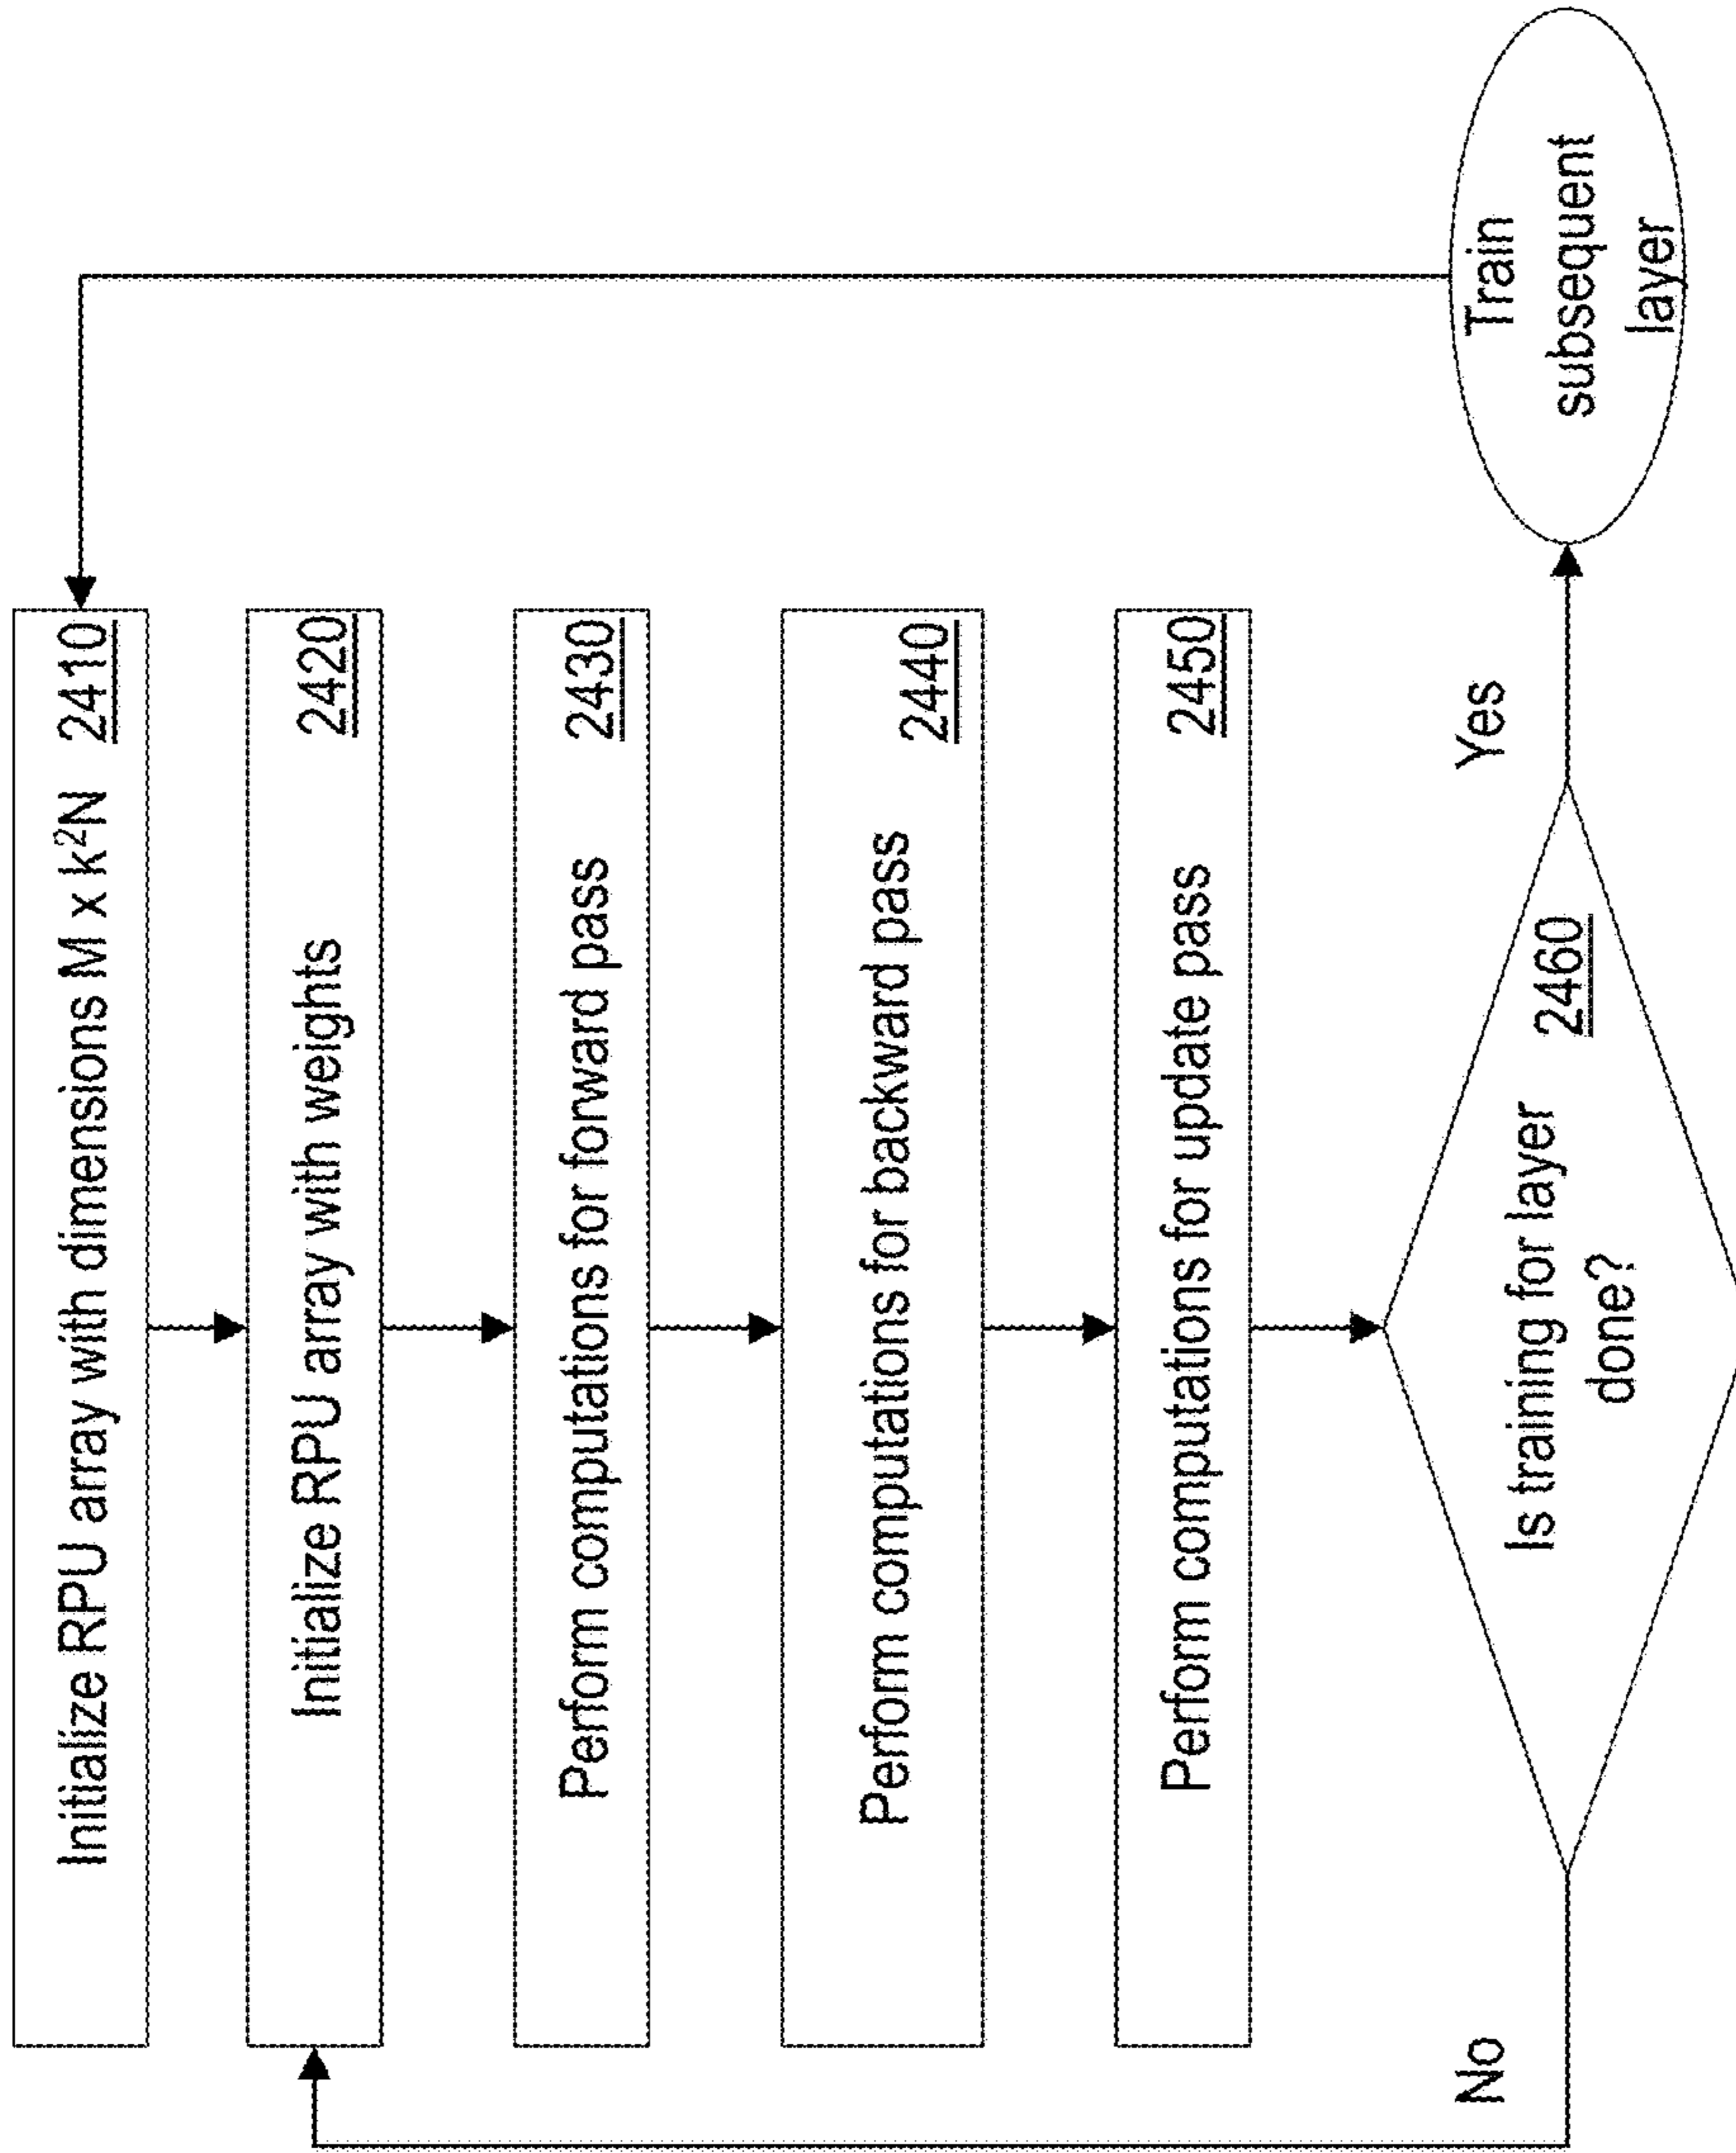 Initialize RPU array with dimensions M x k²N 2410
Initialize RPU array with weights 2420
Perform computations for forward pass 2430
Perform computations for backward pass 2440
Perform computations for update pass 2450
Is training for layer 2460
done?
No
Yes
Train
subsequent
layer